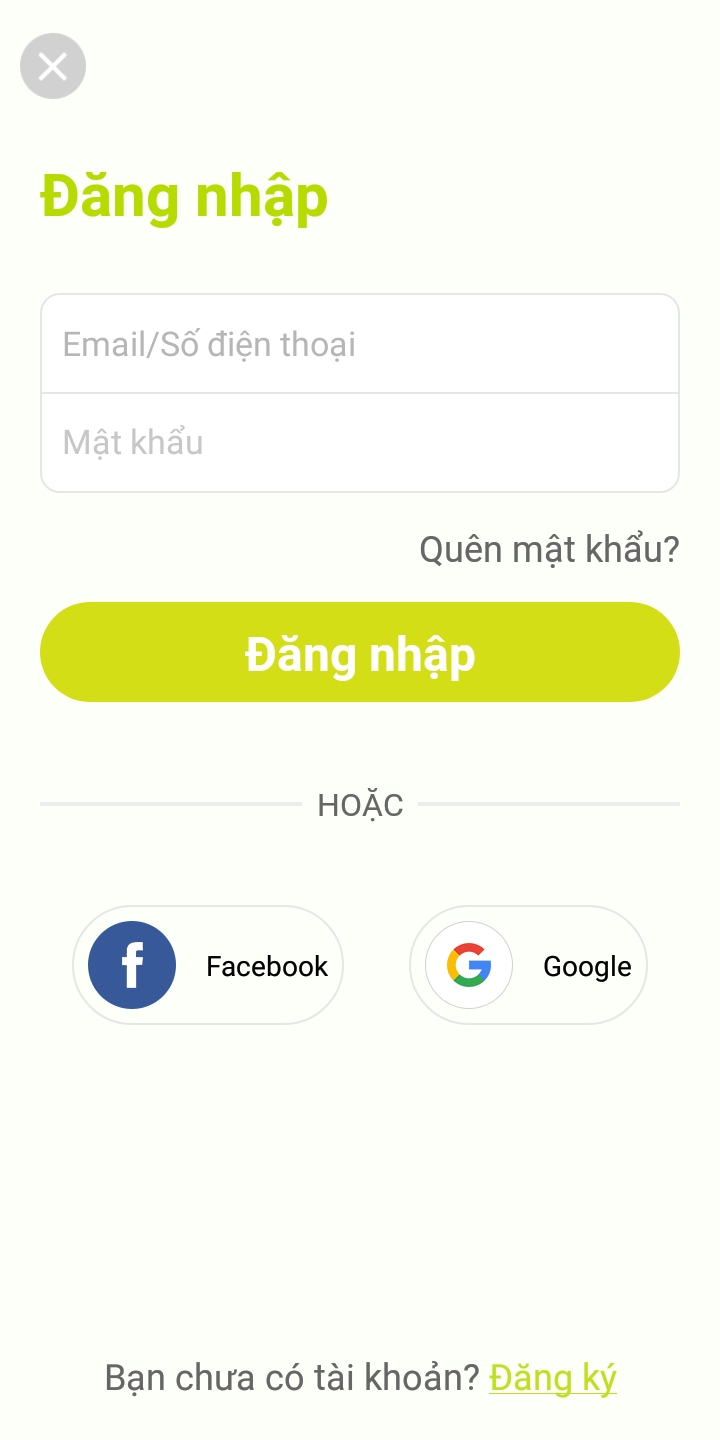 Đăng nhập
Email/Số điện thoại
Mật khẩu
Quên mật khẩu?
Đăng nhập
HOẶC
Facebook
Google
Bạn chưa có tài khoản? Đăng ký